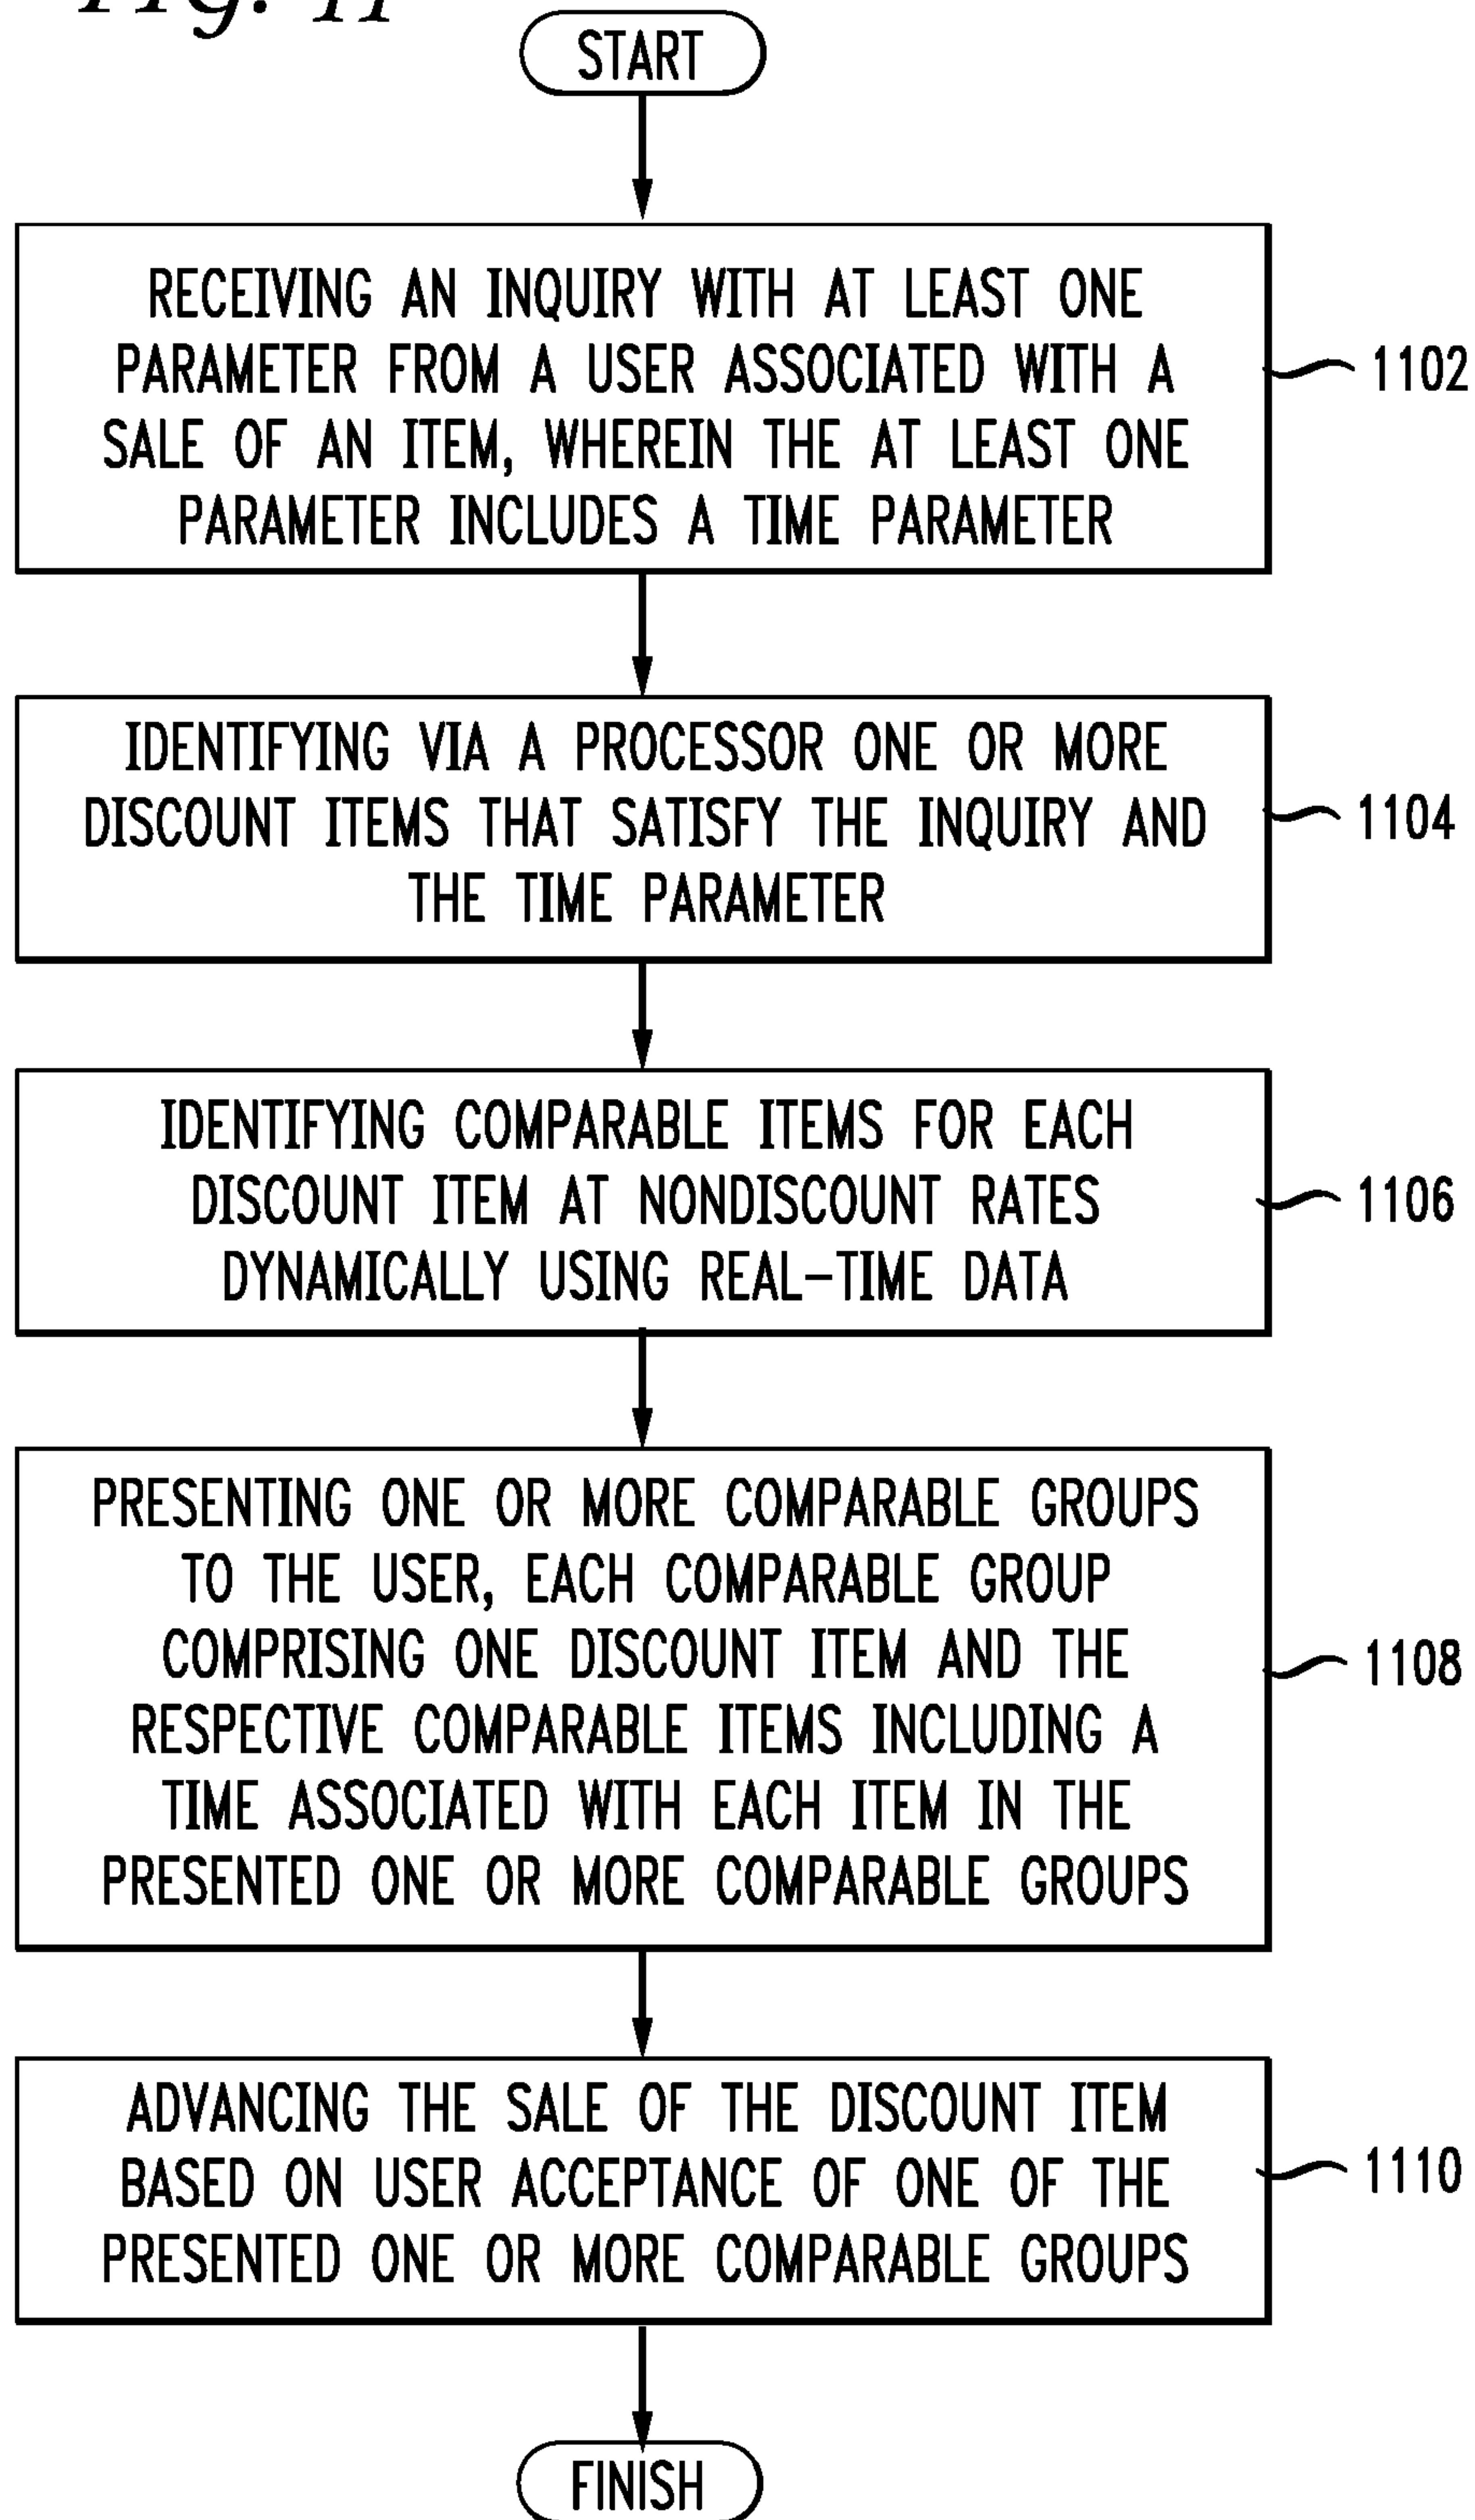 Fig. 11
START
RECEIVING AN INQUIRY WITH AT LEAST ONE
PARAMETER FROM A USER ASSOCIATED WITH A
SALE OF AN ITEM, WHEREIN THE AT LEAST ONE
PARAMETER INCLUDES A TIME PARAMETER
1102
IDENTIFYING VIA A PROCESSOR ONE OR MORE
DISCOUNT ITEMS THAT SATISFY THE INQUIRY AND
THE TIME PARAMETER
1104
IDENTIFYING COMPARABLE ITEMS FOR EACH
DISCOUNT ITEM AT NONDISCOUNT RATES
DYNAMICALLY USING REAL-TIME DATA
1106
PRESENTING ONE OR MORE COMPARABLE GROUPS
TO THE USER, EACH COMPARABLE GROUP
COMPRISING ONE DISCOUNT ITEM AND THE
RESPECTIVE COMPARABLE ITEMS INCLUDING A
TIME ASSOCIATED WITH EACH ITEM IN THE
PRESENTED ONE OR MORE COMPARABLE GROUPS
1108
ADVANCING THE SALE OF THE DISCOUNT ITEM
BASED ON USER ACCEPTANCE OF ONE OF THE
PRESENTED ONE OR MORE COMPARABLE GROUPS
1110
FINISH